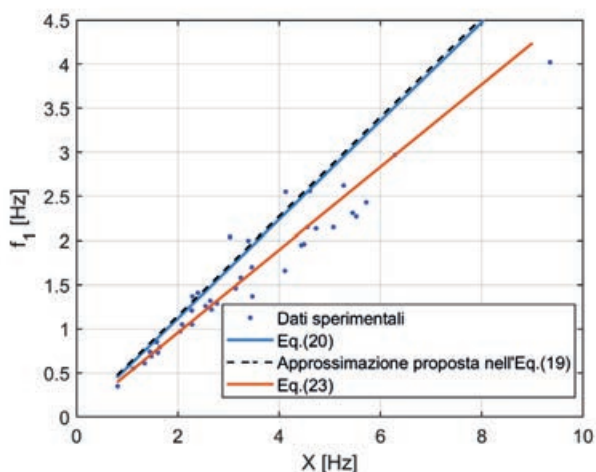 4.5
4
3.5
3
2.5
2
1.5
1
0.5
0
f1 [Hz]
Dati sperimentali
Eq.(20)
Approssimazione proposta nell'Eq.(19)
Eq.(23)
0 2 4 6 8 10
X [Hz]